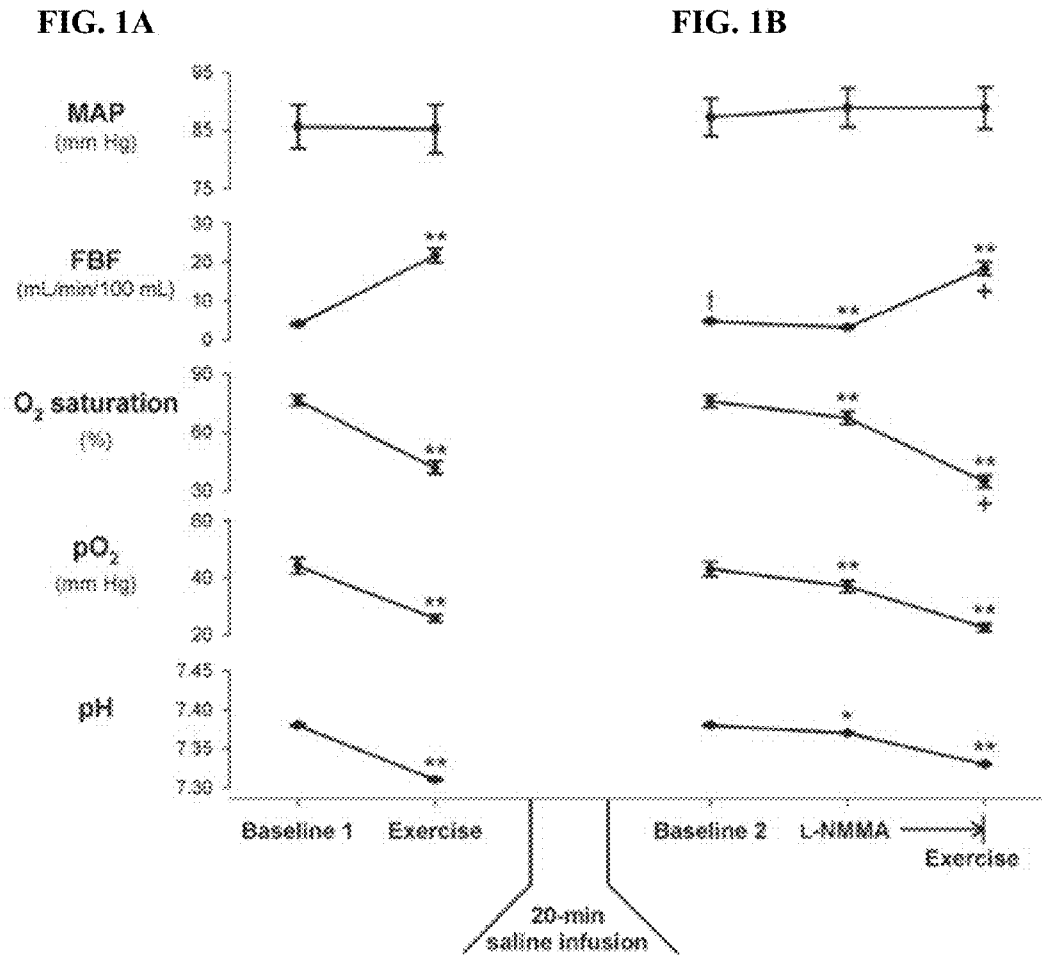 FIG. 1A
FIG. 1B
MAP
(mm Hg)
95
85
75
FBF
(mL/min/100 mL)
30
20
10
0
**
†
**
**
+
O2 saturation
(%)
90
60
30
**
**
**
+
pO2
(mm Hg)
60
40
20
**
**
**
pH
7.45
7.40
7.35
7.30
**
*
**
Baseline 1
Exercise
Baseline 2
L-NMMA
Exercise
20-min
saline infusion